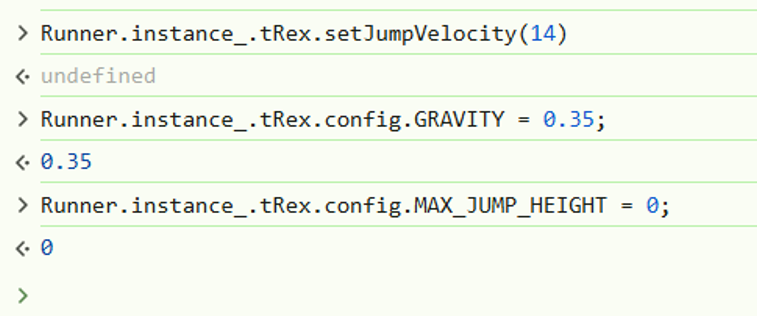 > Runner.instance_.tRex.setJumpVelocity(14)
<· undefined
> Runner.instance_.tRex.config.GRAVITY = 0.35;
<· 0.35
> Runner.instance_.tRex.config.MAX_JUMP_HEIGHT = 0;
<· 0
>